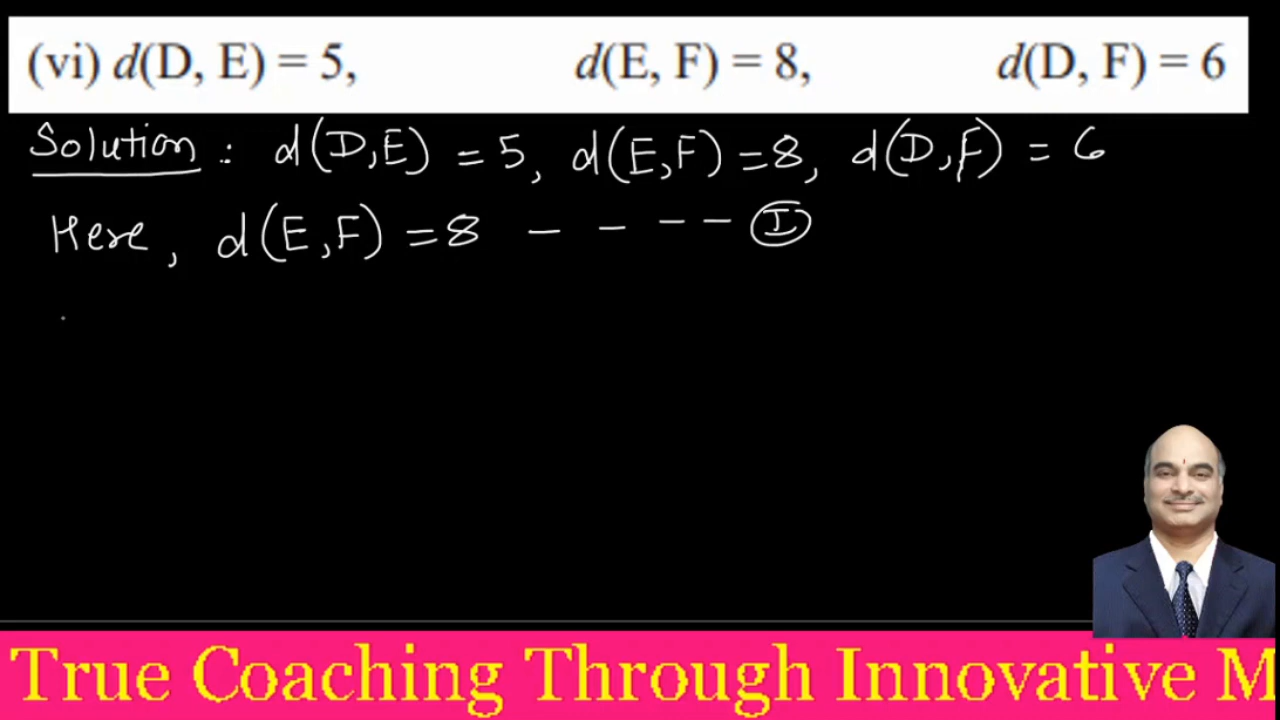 (vi) d(D, E) = 5, d(E, F) = 8, d(D, F) = 6
Solution : d(D,E) = 5, d(E,F) = 8, d(D,F) = 6
Here, d(E,F) = 8 - - - - I
True Coaching Through Innovative M